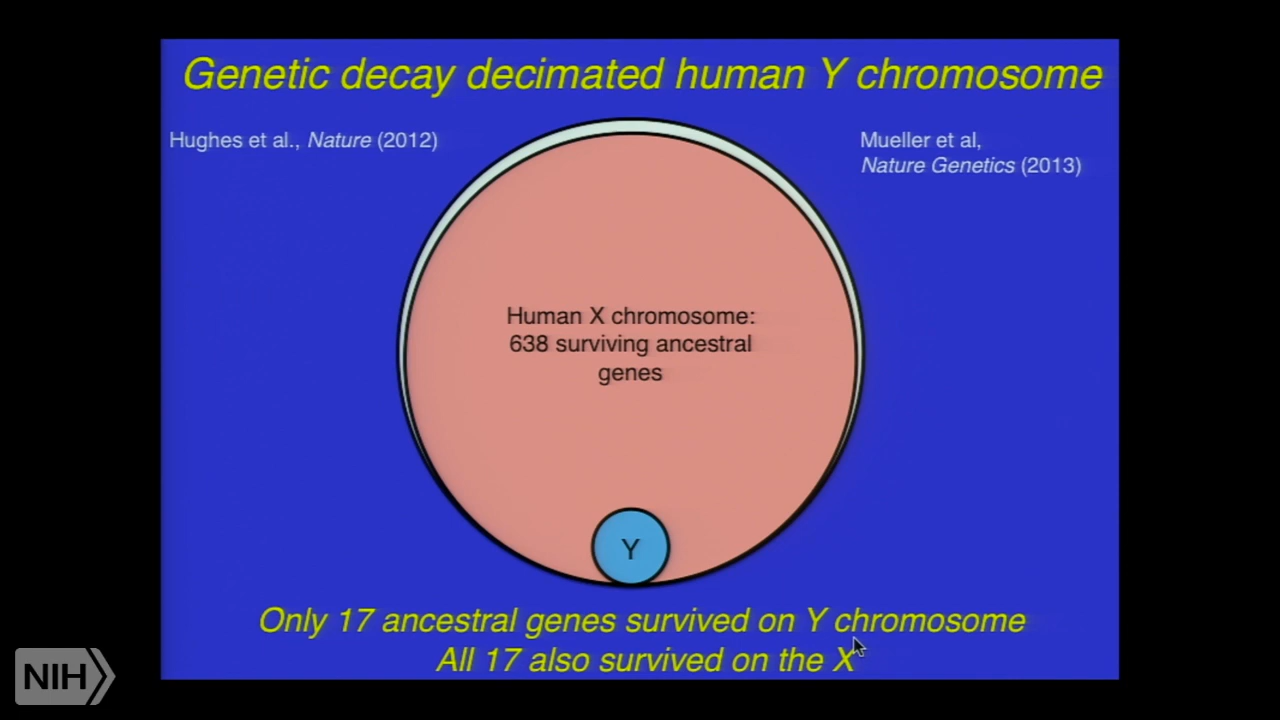 Genetic decay decimated human Y chromosome
Hughes et al., Nature (2012)
Mueller et al,
Nature Genetics (2013)
Human X chromosome:
638 surviving ancestral
genes
Y
Only 17 ancestral genes survived on Y chromosome
All 17 also survived on the X
NIH